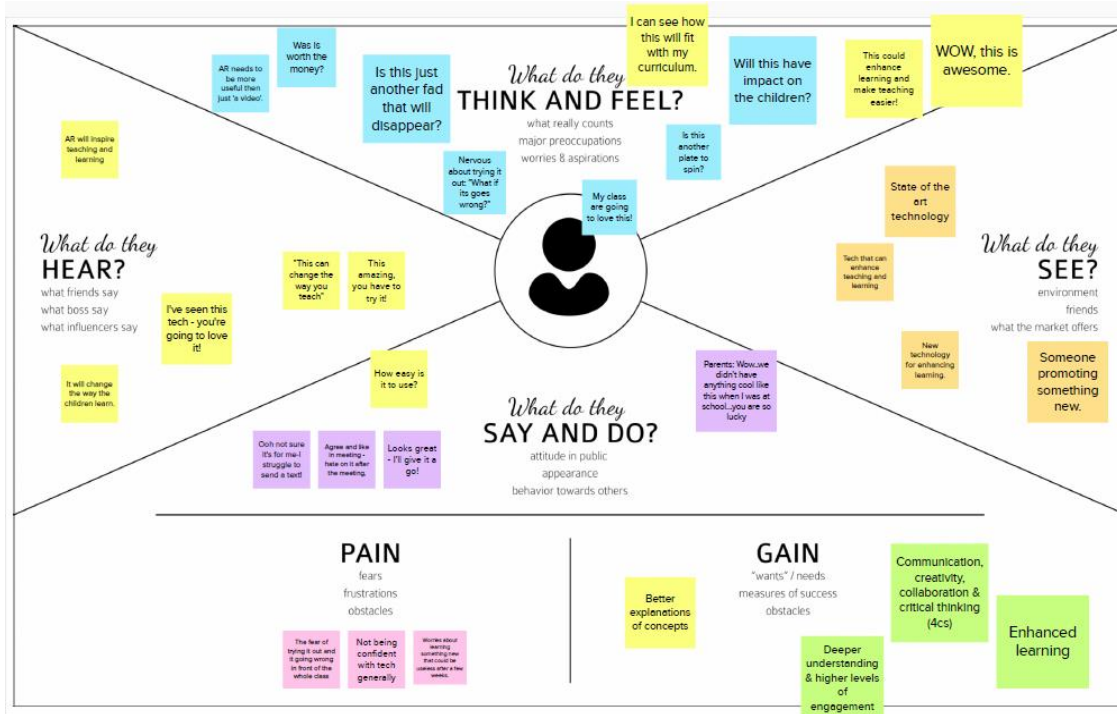 Was is
worth the
money?
AR needs to
be more
useful then
just 'a video'.
Is this just
another fad
that will
disappear?
What do they
THINK AND FEEL?
what really counts
major preoccupations
worries & aspirations
I can see how
this will fit
with my
curriculum.
Will this have
impact on
the children?
This could
enhance
learning and
make teaching
easier!
WOW, this is
awesome.
Nervous
about trying it
out: "What if
its goes
wrong?"
Is this
another
plate to
spin?
My class
are going
to love this!
AR will inspire
teaching and
learning
What do they
HEAR?
what friends say
what boss say
what influencers say
"This can
change the
way you
teach"
This
amazing,
you have to
try it!
I've seen this
tech - you're
going to love
it!
It will change
the way the
children learn.
State of the
art
technology
Tech that can
enhance
teaching and
learning
What do they
SEE?
environment
friends
what the market offers
New
technology
for enhancing
learning.
Someone
promoting
something
new.
How easy is
it to use?
What do they
SAY AND DO?
attitude in public
appearance
behavior towards others
Parents: Wow..we
didn't have
anything cool like
this when I was at
school...you are so
lucky
Ooh not sure
it's for me-I
struggle to
send a text!
Agree and like
in meeting -
hate on it after
the meeting,
Looks great
- I'll give it a
go!
PAIN
fears
frustrations
obstacles
The fear of
trying it out and
it going wrong
in front of the
whole class
Not being
confident
with tech
generally
Worries about
learning
something new
that could be
useless after a few
weeks.
GAIN
"wants" / needs
measures of success
obstacles
Better
explanations
of concepts
Communication,
creativity,
collaboration &
critical thinking
(4cs)
Deeper
understanding
& higher levels
of
engagement
Enhanced
learning